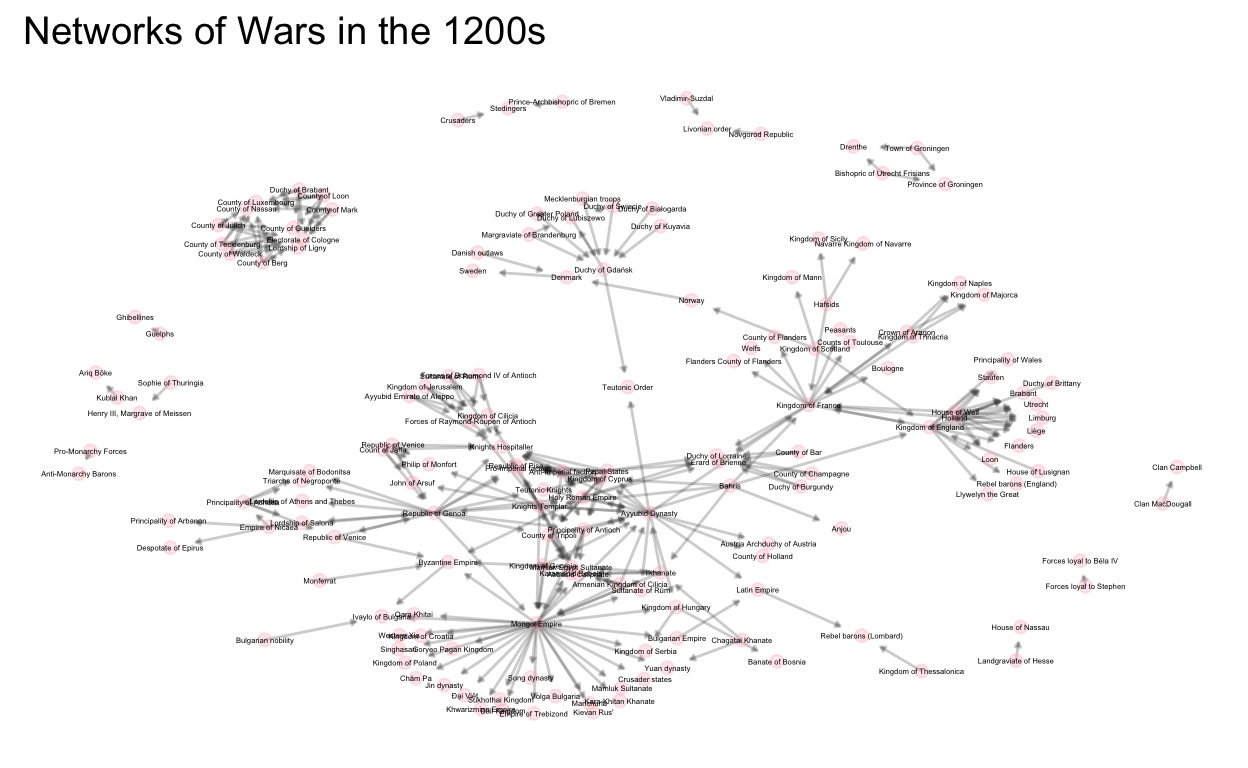 Networks of Wars in the 1200s
Prince-Archbishopric of Bremen
Stedingers
Crusaders
Vladimir-Suzdal
Livonian order
Novgorod Republic
Drenthe
Town of Groningen
Bishopric of Utrecht
Frisians
Province of Groningen
Duchy of Brabant
County of Loon
County of Luxembourg
County of Nassau
County of Mark
County of Jülich
County of Guelders
County of Tecklenburg
Electorate of Cologne
Lordship of Ligny
County of Waldeck
County of Berg
Mecklenburgian troops
Duchy of Greater Poland
Duchy of Świecie
Duchy of Białogarda
Duchy of Lubiszewo
Duchy of Kuyavia
Margraviate of Brandenburg
Danish outlaws
Sweden
Denmark
Duchy of Gdańsk
Norway
Kingdom of Sicily
Navarre Kingdom of Navarre
Kingdom of Mann
Hafsids
Kingdom of Naples
Kingdom of Majorca
Peasants
Crown of Aragon
Kingdom of Trinacria
County of Flanders
Counts of Toulouse
Welfs
Kingdom of Scotland
Flanders County of Flanders
Boulogne
Ghibellines
Guelphs
Principality of Wales
Staufen
Duchy of Brittany
Brabant
Utrecht
House of Welf
Holland
Limburg
Kingdom of England
Liège
Flanders
Loon
House of Lusignan
Rebel barons (England)
Llywelyn the Great
Kingdom of France
Teutonic Order
Ariq Böke
Sophie of Thuringia
Kublai Khan
Henry III, Margrave of Meissen
Pro-Monarchy Forces
Anti-Monarchy Barons
Kingdom of Jerusalem
Ayyubid Emirate of Aleppo
Kingdom of Cilicia
Forces of Raymond-Roupen of Antioch
Republic of Venice
Count of Jaffa
Knights Hospitaller
Philip of Monfort
John of Arsuf
Republic of Pisa
Papal States
Kingdom of Cyprus
Teutonic Knights
Holy Roman Empire
Knights Templar
Duchy of Lorraine
Erard of Brienne
County of Bar
County of Champagne
Duchy of Burgundy
Bahris
Clan Campbell
Clan MacDougall
Marquisate of Bodonitsa
Triarchs of Negroponte
Lordship of Athens and Thebes
Principality of Arbanon
Lordship of Salona
Empire of Nicaea
Republic of Venice
Despotate of Epirus
Republic of Genoa
Ayyubid Dynasty
Anjou
Principality of Antioch
County of Tripoli
Austria Archduchy of Austria
County of Holland
Byzantine Empire
Monferrat
Ilkhanate
Armenian Kingdom of Cilicia
Sultanate of Rûm
Latin Empire
Forces loyal to Béla IV
Forces loyal to Stephen
Ivaylo of Bulgaria
Qara Khitai
Mongol Empire
Kingdom of Hungary
Bulgarian nobility
Kingdom of Croatia
Singhasari
Goryeo
Pagan Kingdom
Bulgarian Empire
Chagatai Khanate
Rebel barons (Lombard)
House of Nassau
Kingdom of Serbia
Kingdom of Poland
Banate of Bosnia
Landgraviate of Hesse
Yuan dynasty
Kingdom of Thessalonica
Chăm Pa
Song dynasty
Crusader states
Jin dynasty
Mamluk Sultanate
Đại Việt
Sukhothai Kingdom
Volga Bulgaria
Kara-Khitan Khanate
Empire of Trebizond
Kievan Rus'